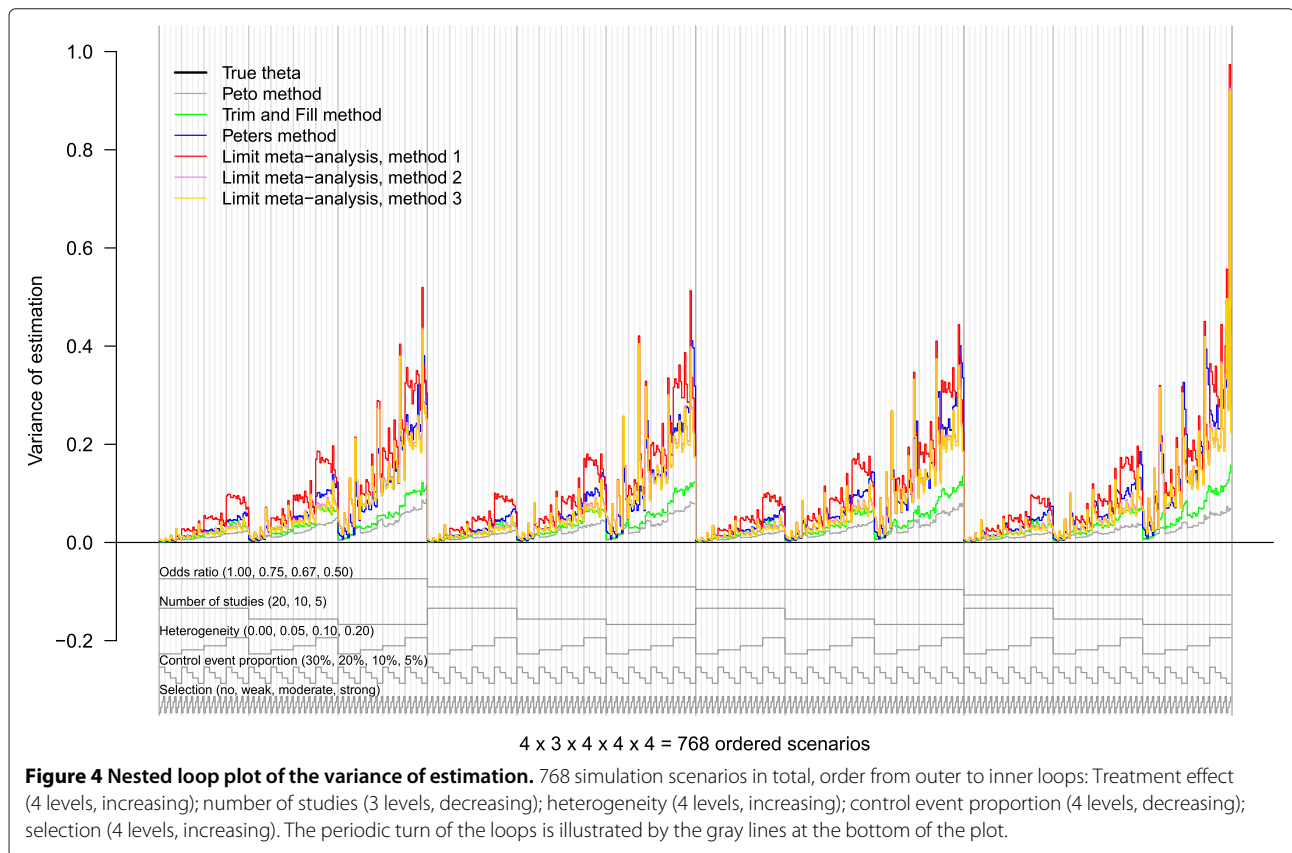 1.0
0.8
0.6
0.4
0.2
0.0
−0.2
Variance of estimation
True theta
Peto method
Trim and Fill method
Peters method
Limit meta−analysis, method 1
Limit meta−analysis, method 2
Limit meta−analysis, method 3
Odds ratio (1.00, 0.75, 0.67, 0.50)
Number of studies (20, 10, 5)
Heterogeneity (0.00, 0.05, 0.10, 0.20)
Control event proportion (30%, 20%, 10%, 5%)
Selection (no, weak, moderate, strong)
4 x 3 x 4 x 4 x 4 = 768 ordered scenarios
Figure 4 Nested loop plot of the variance of estimation. 768 simulation scenarios in total, order from outer to inner loops: Treatment effect
(4 levels, increasing); number of studies (3 levels, decreasing); heterogeneity (4 levels, increasing); control event proportion (4 levels, decreasing);
selection (4 levels, increasing). The periodic turn of the loops is illustrated by the gray lines at the bottom of the plot.